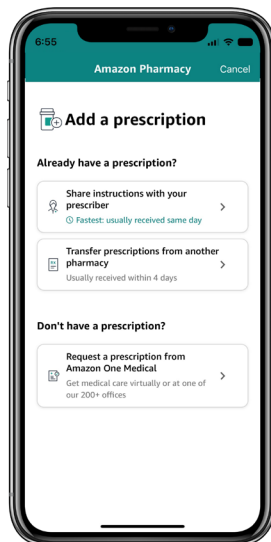 6:55
Amazon Pharmacy Cancel
Add a prescription
Already have a prescription?
Share instructions with your
prescriber
Fastest: usually received same day
Transfer prescriptions from another
pharmacy
Usually received within 4 days
Don't have a prescription?
Request a prescription from
Amazon One Medical
Get medical care virtually or at one of
our 200+ offices